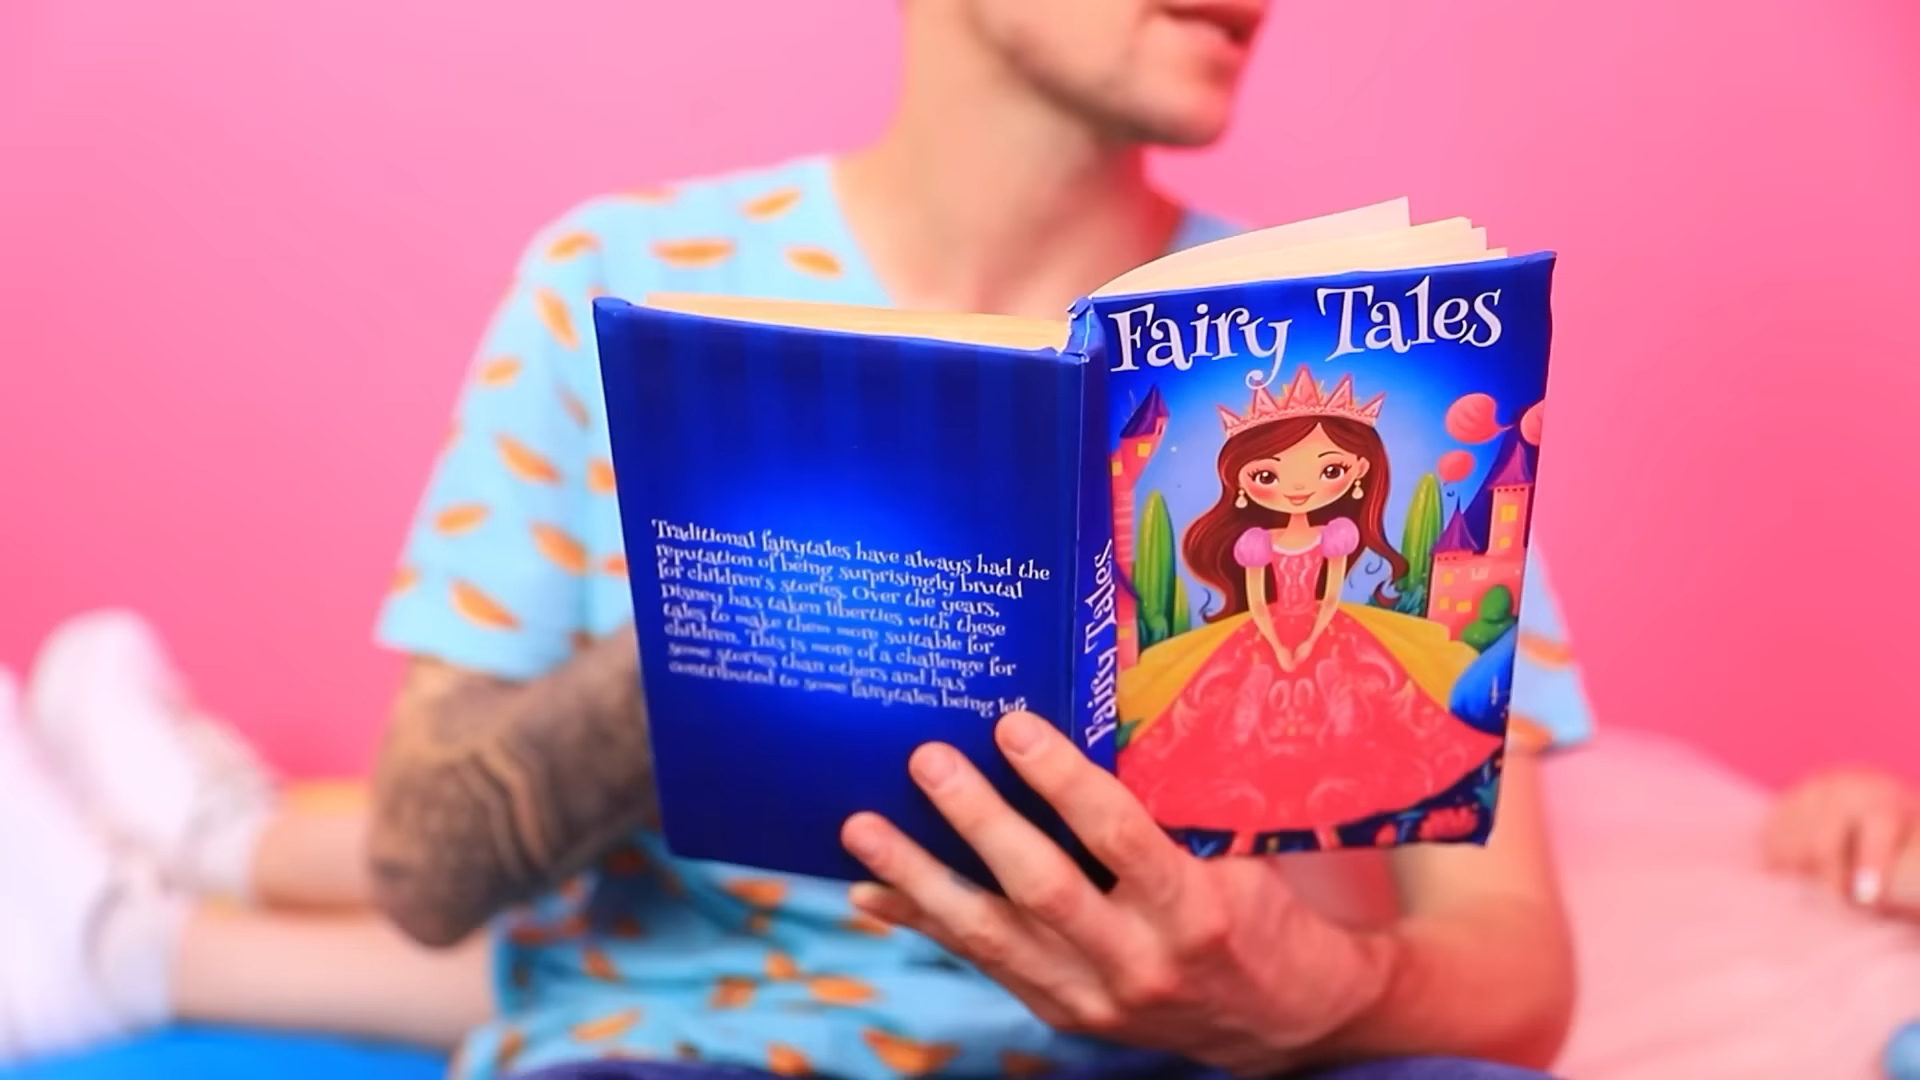 Traditional fairytales have always had the
reputation of being surprisingly brutal
for children's stories. Over the years,
Disney has taken liberties with these
tales to make them more suitable for
children. This is more of a challenge for
some stories than others and has
contributed to some fairytales being left
Fairy Tales
Fairy Tales